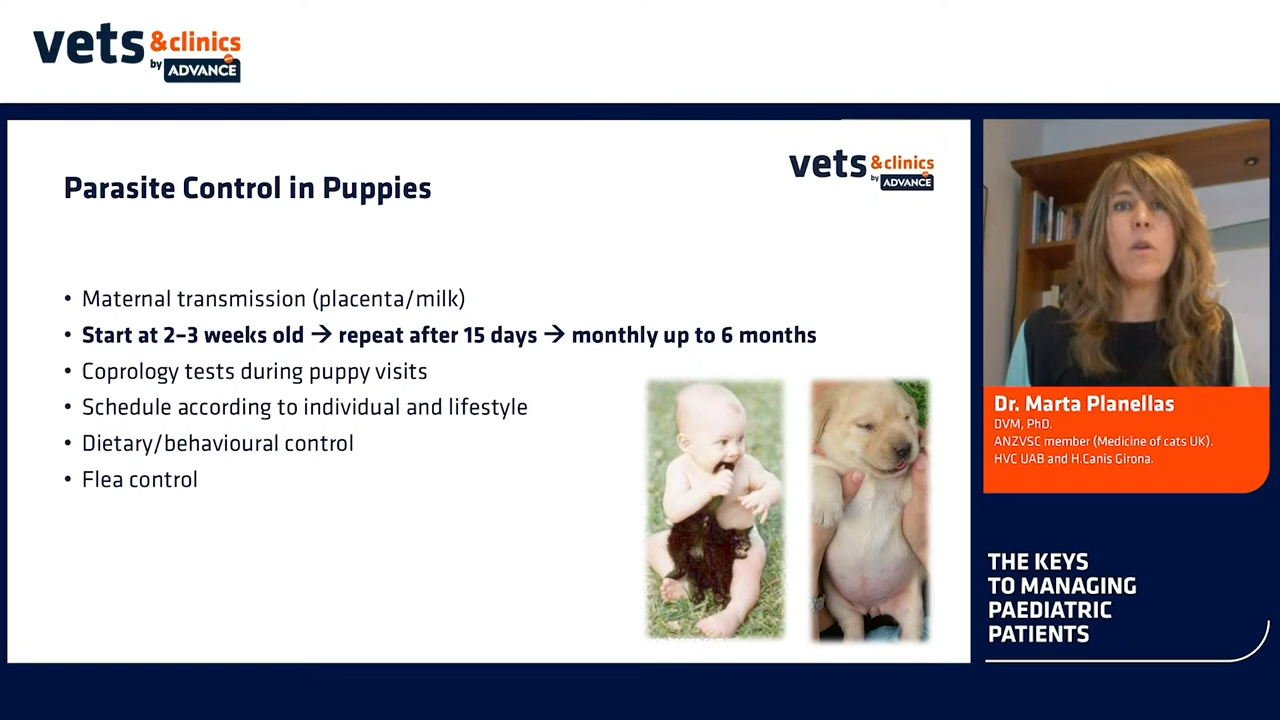 vets &clinics
by ADVANCE
Parasite Control in Puppies
vets &clinics
by ADVANCE
• Maternal transmission (placenta/milk)
• Start at 2–3 weeks old → repeat after 15 days → monthly up to 6 months
• Coprology tests during puppy visits
• Schedule according to individual and lifestyle
• Dietary/behavioural control
• Flea control
Dr. Marta Planellas
DVM, PhD.
ANZVSC member (Medicine of cats UK).
HVC UAB and H.Canis Girona.
THE KEYS
TO MANAGING
PAEDIATRIC
PATIENTS